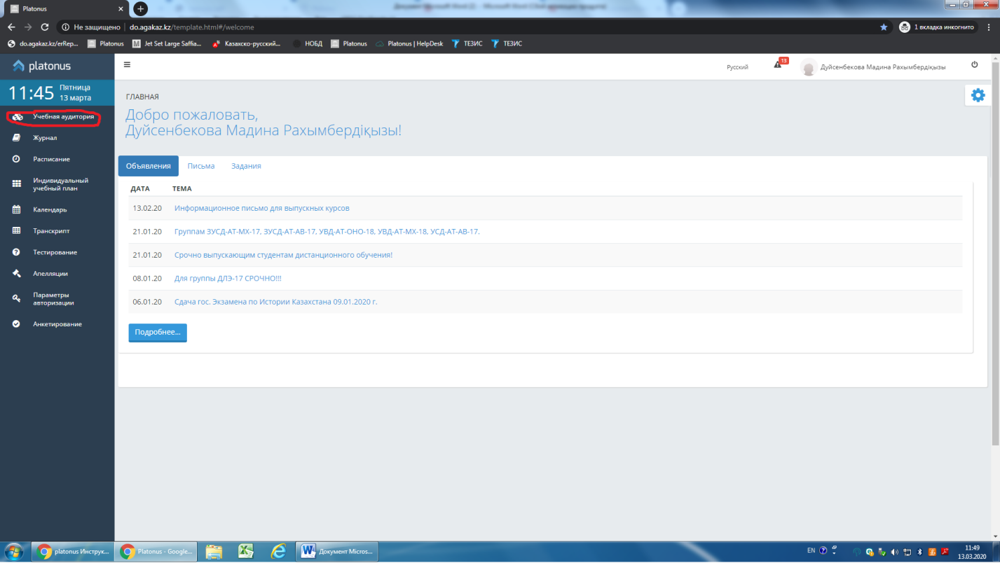 Platonus
Не защищено | do.agakaz.kz/template.html#/welcome
1 вкладка инкогнито
do.agakaz.kz/erRep... Platonus Jet Set Large Saffia... Казахско-русский... НОБД Platonus Platonus | HelpDesk ТЕЗИС ТЕЗИС
platonus
Русский
13
Дуйсенбекова Мадина Рахымбердіқызы
11:45 Пятница
13 марта
Учебная аудитория
Журнал
Расписание
Индивидуальный
учебный план
Календарь
Транскрипт
Тестирование
Апелляции
Параметры
авторизации
Анкетирование
ГЛАВНАЯ
Добро пожаловать,
Дуйсенбекова Мадина Рахымбердіқызы!
Объявления Письма Задания
ДАТА ТЕМА
13.02.20 Информационное письмо для выпускных курсов
21.01.20 Группам ЗУСД-АТ-МХ-17, ЗУСД-АТ-АВ-17, УВД-АТ-ОНО-18, УВД-АТ-МХ-18, УСД-АТ-АВ-17.
21.01.20 Срочно выпускающим студентам дистанционного обучения!
08.01.20 Для группы ДЛЭ-17 СРОЧНО!!!
06.01.20 Сдача гос. Экзамена по Истории Казахстана 09.01.2020 г.
Подробнее...
platonus Инструк... Platonus - Google... Документ Micros...
EN
11:49
13.03.2020